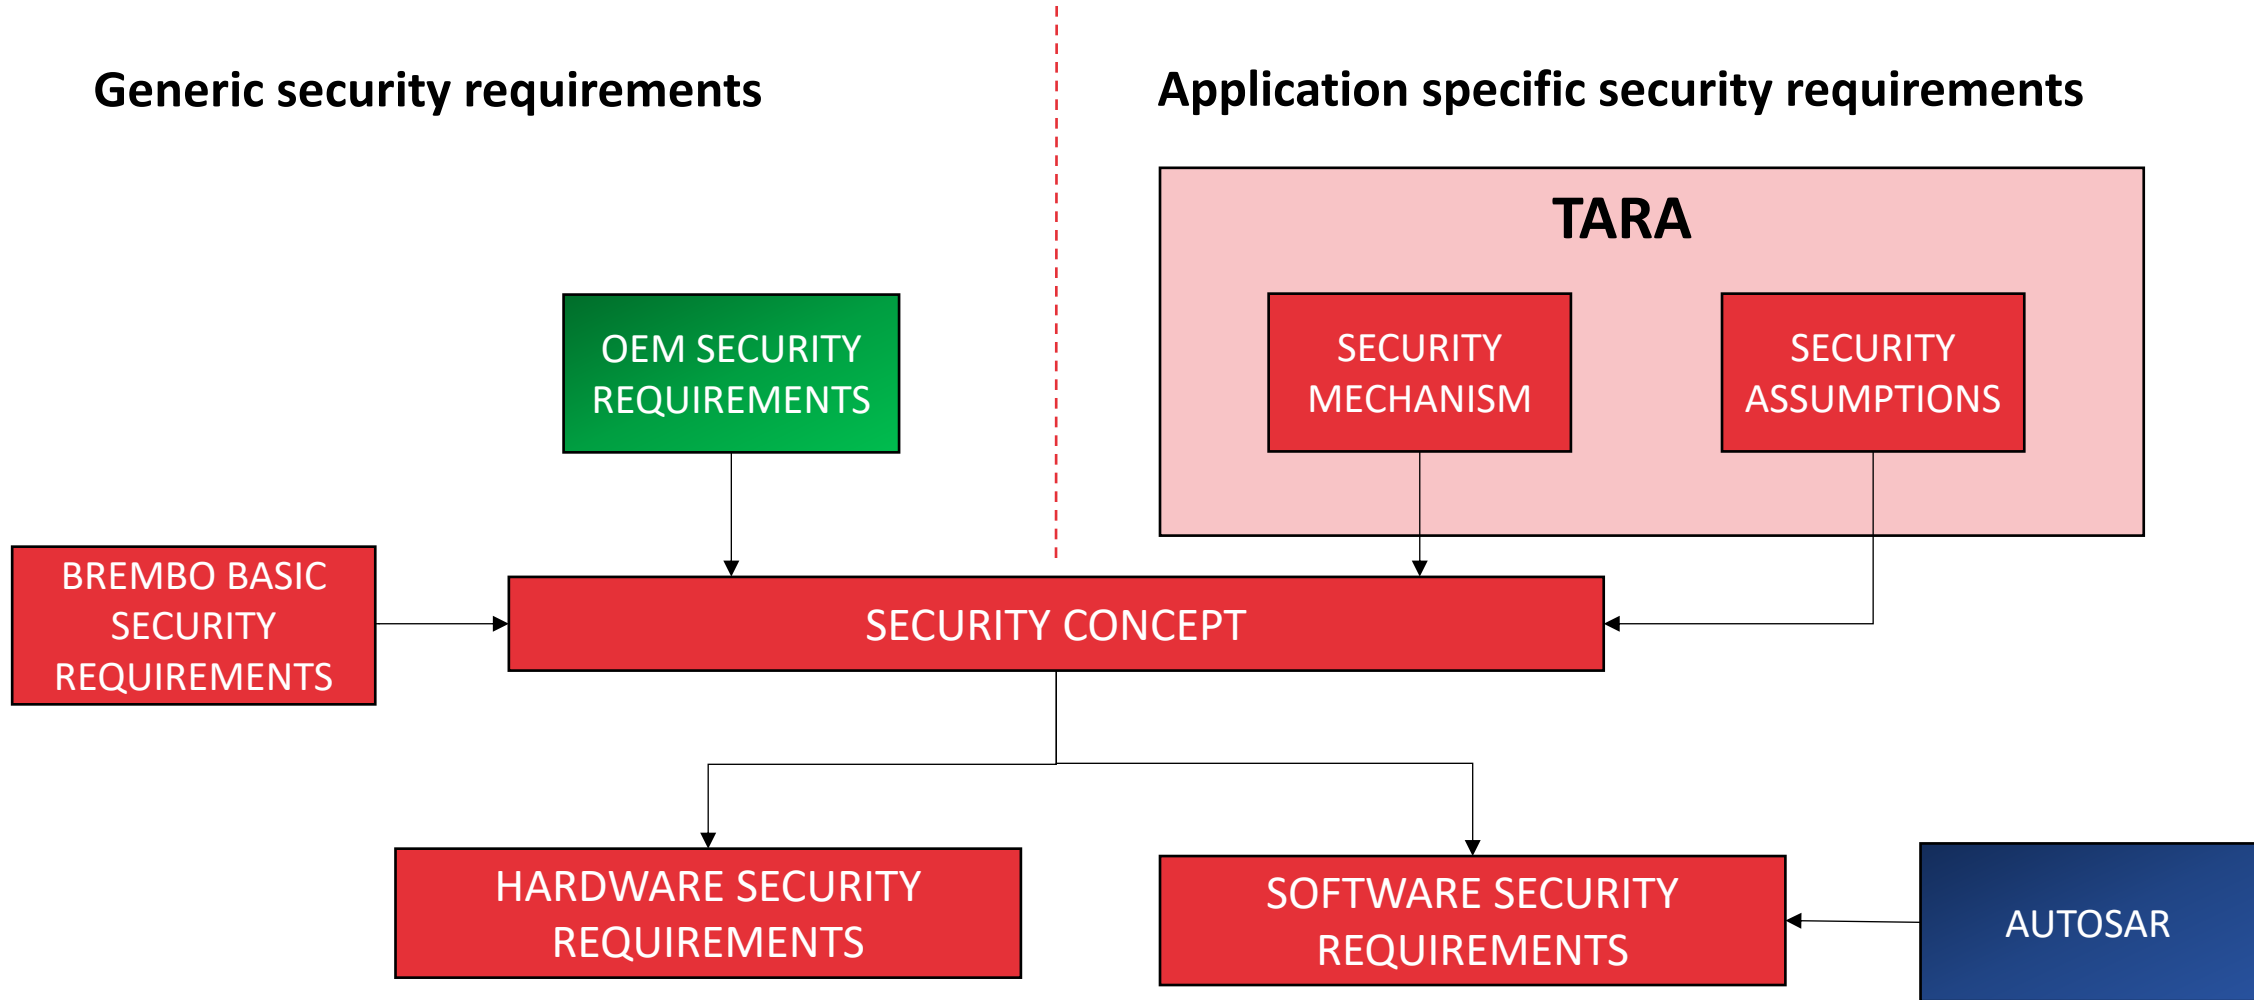 Generic security requirements
Application specific security requirements
TARA
OEM SECURITY
REQUIREMENTS
SECURITY
MECHANISM
SECURITY
ASSUMPTIONS
BREMBO BASIC
SECURITY
REQUIREMENTS
SECURITY CONCEPT
HARDWARE SECURITY
REQUIREMENTS
SOFTWARE SECURITY
REQUIREMENTS
AUTOSAR